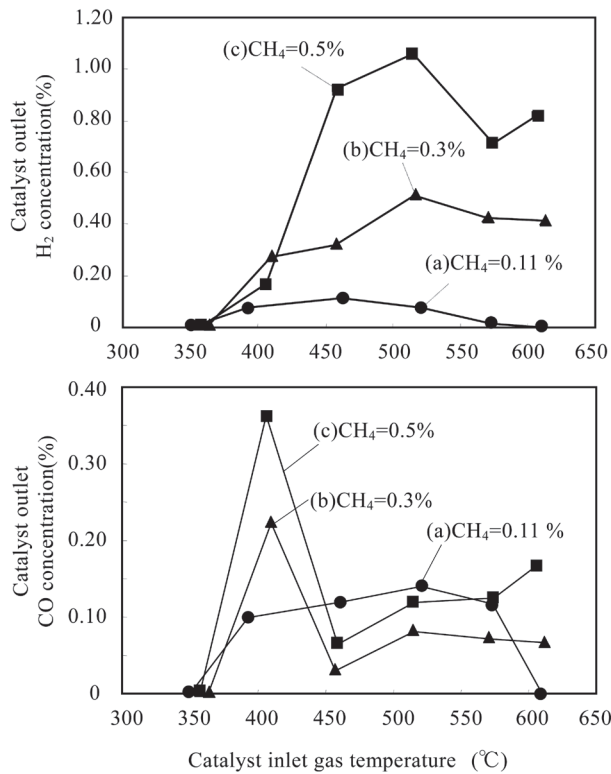 Catalyst outlet
H₂ concentration(%)
1.20
1.00
0.80
0.60
0.40
0.20
0
(c)CH₄=0.5%
(b)CH₄=0.3%
(a)CH₄=0.11 %
300 350 400 450 500 550 600 650
Catalyst outlet
CO concentration(%)
0.40
0.30
0.20
0.10
0
(c)CH₄=0.5%
(b)CH₄=0.3%
(a)CH₄=0.11 %
300 350 400 450 500 550 600 650
Catalyst inlet gas temperature (℃)